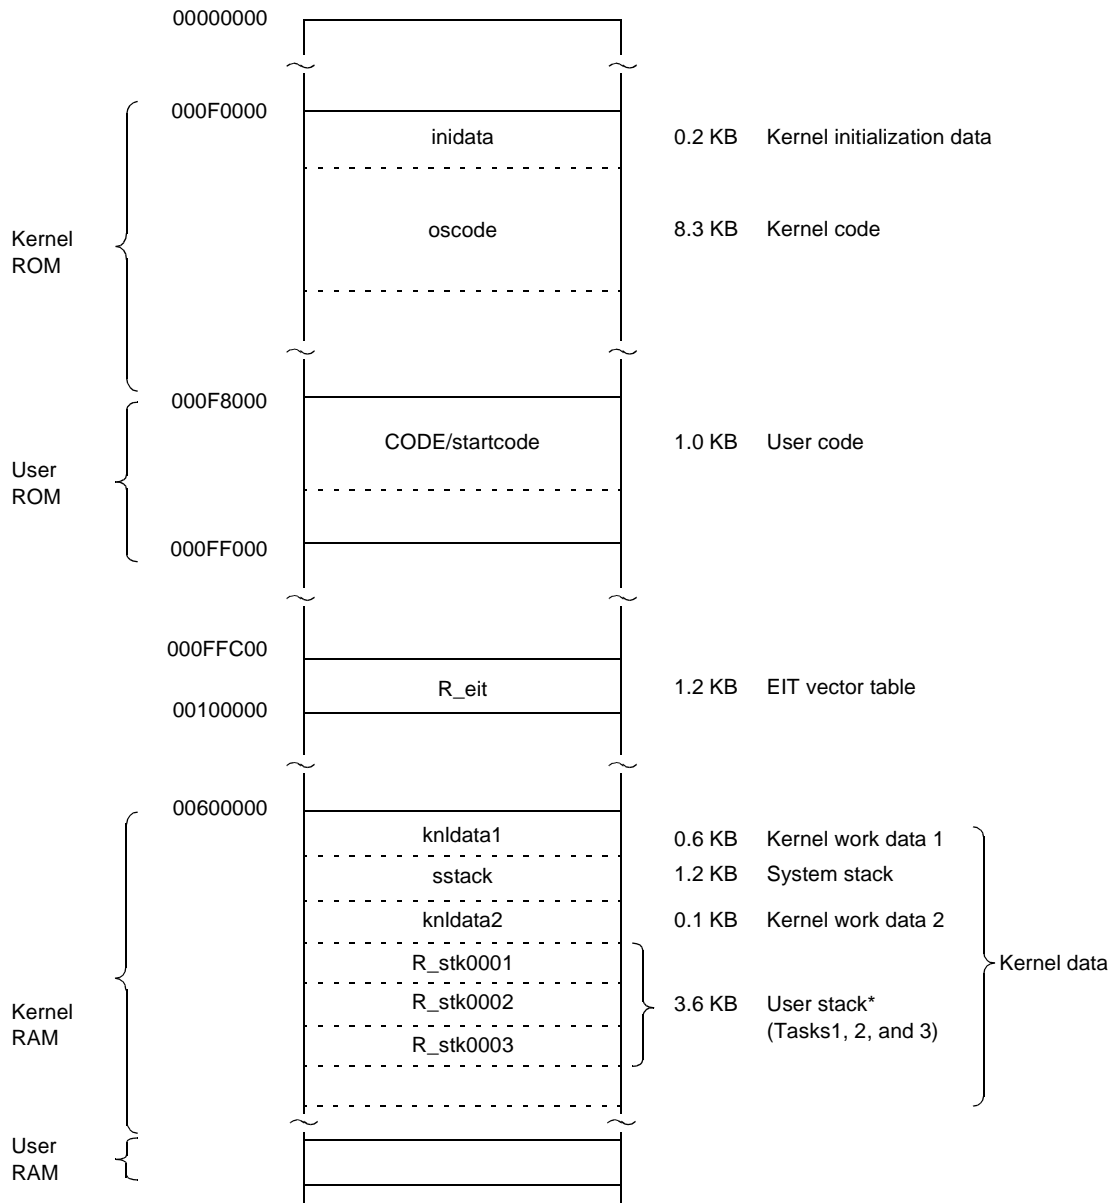 00000000
000F0000
inidata
0.2 KB Kernel initialization data
oscode
8.3 KB Kernel code
Kernel
ROM
000F8000
CODE/startcode
1.0 KB User code
User
ROM
000FF000
000FFC00
R_eit
1.2 KB EIT vector table
00100000
00600000
knldata1
0.6 KB Kernel work data 1
sstack
1.2 KB System stack
knldata2
0.1 KB Kernel work data 2
R_stk0001
Kernel data
R_stk0002
3.6 KB User stack*
(Tasks1, 2, and 3)
Kernel
RAM
R_stk0003
User
RAM